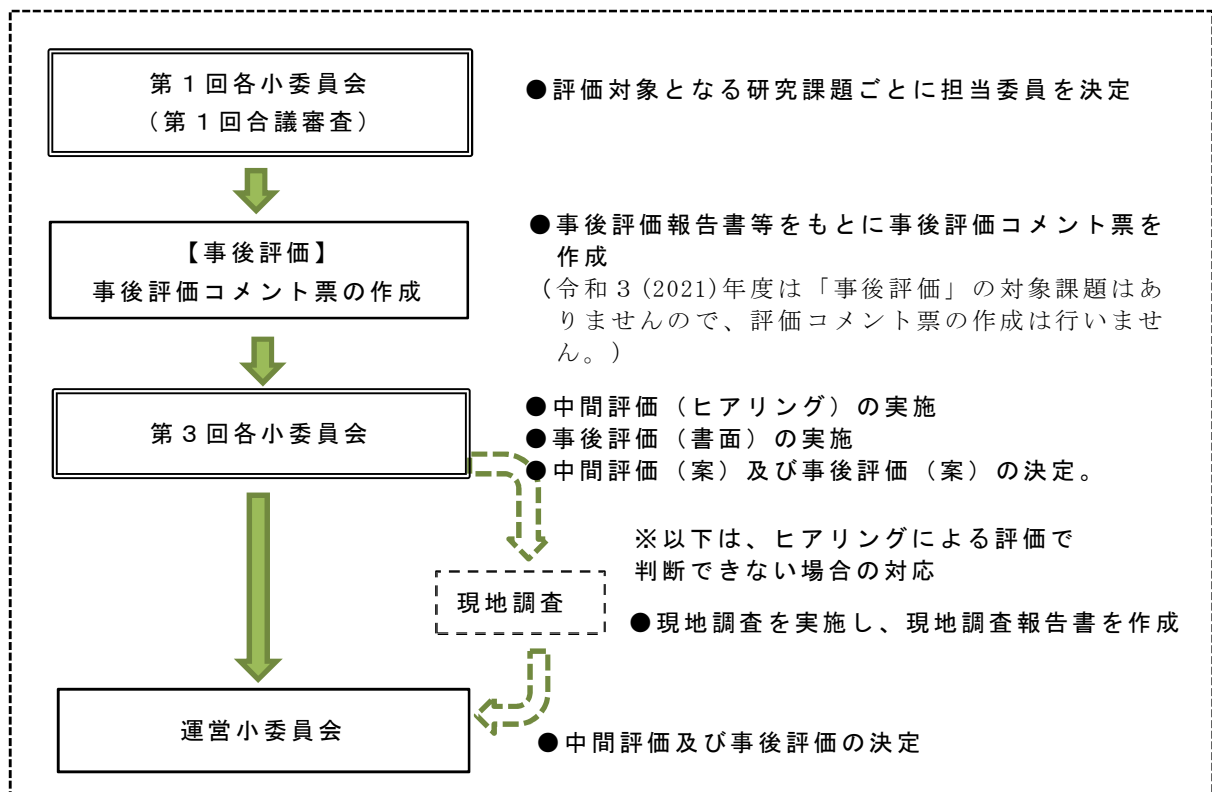 第1回各小委員会
（第1回合議審査）
●評価対象となる研究課題ごとに担当委員を決定
【事後評価】
事後評価コメント票の作成
●事後評価報告書等をもとに事後評価コメント票を
作成
（令和３(2021)年度は「事後評価」の対象課題はあ
りませんので、評価コメント票の作成は行いませ
ん。）
第３回各小委員会
●中間評価（ヒアリング）の実施
●事後評価（書面）の実施
●中間評価（案）及び事後評価（案）の決定。
※以下は、ヒアリングによる評価で
判断できない場合の対応
現地調査
●現地調査を実施し、現地調査報告書を作成
運営小委員会
●中間評価及び事後評価の決定